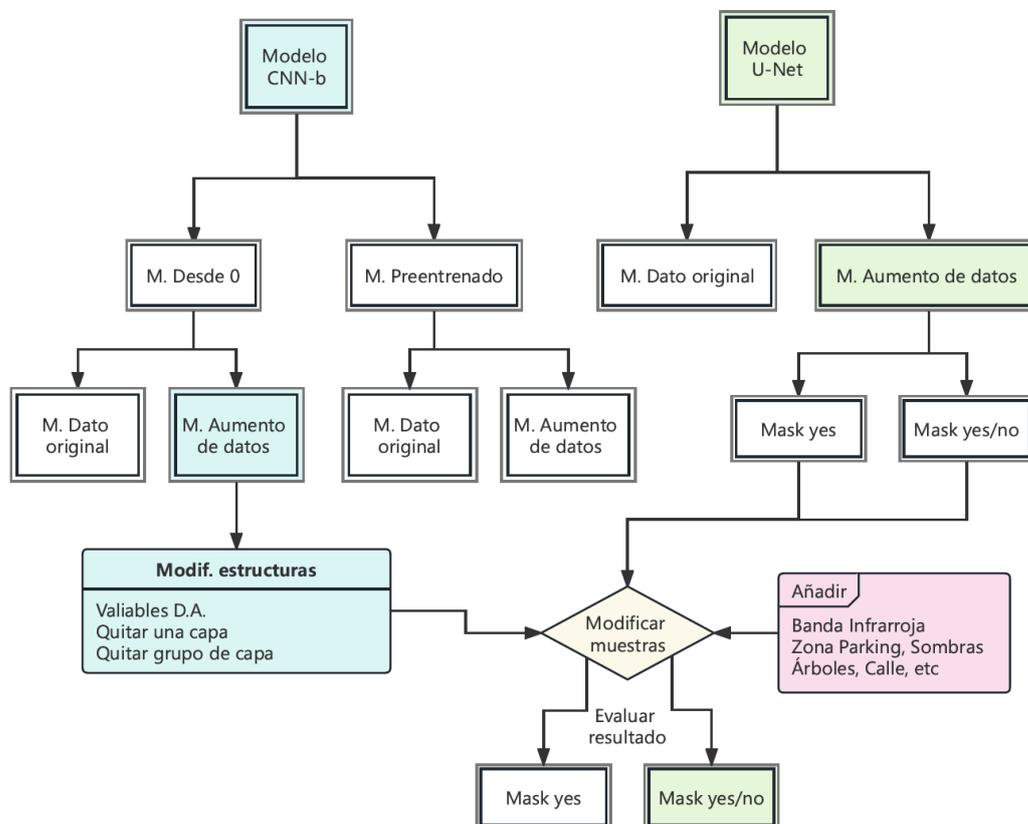 Modelo
CNN-b
Modelo
U-Net
M. Desde 0
M. Preentrenado
M. Dato original
M. Aumento de datos
M. Dato
original
M. Aumento
de datos
M. Dato
original
M. Aumento
de datos
Mask yes
Mask yes/no
Modif. estructuras
Valiables D.A.
Quitar una capa
Quitar grupo de capa
Modificar
muestras
Añadir
Banda Infrarroja
Zona Parking, Sombras
Árboles, Calle, etc
Evaluar
resultado
Mask yes
Mask yes/no